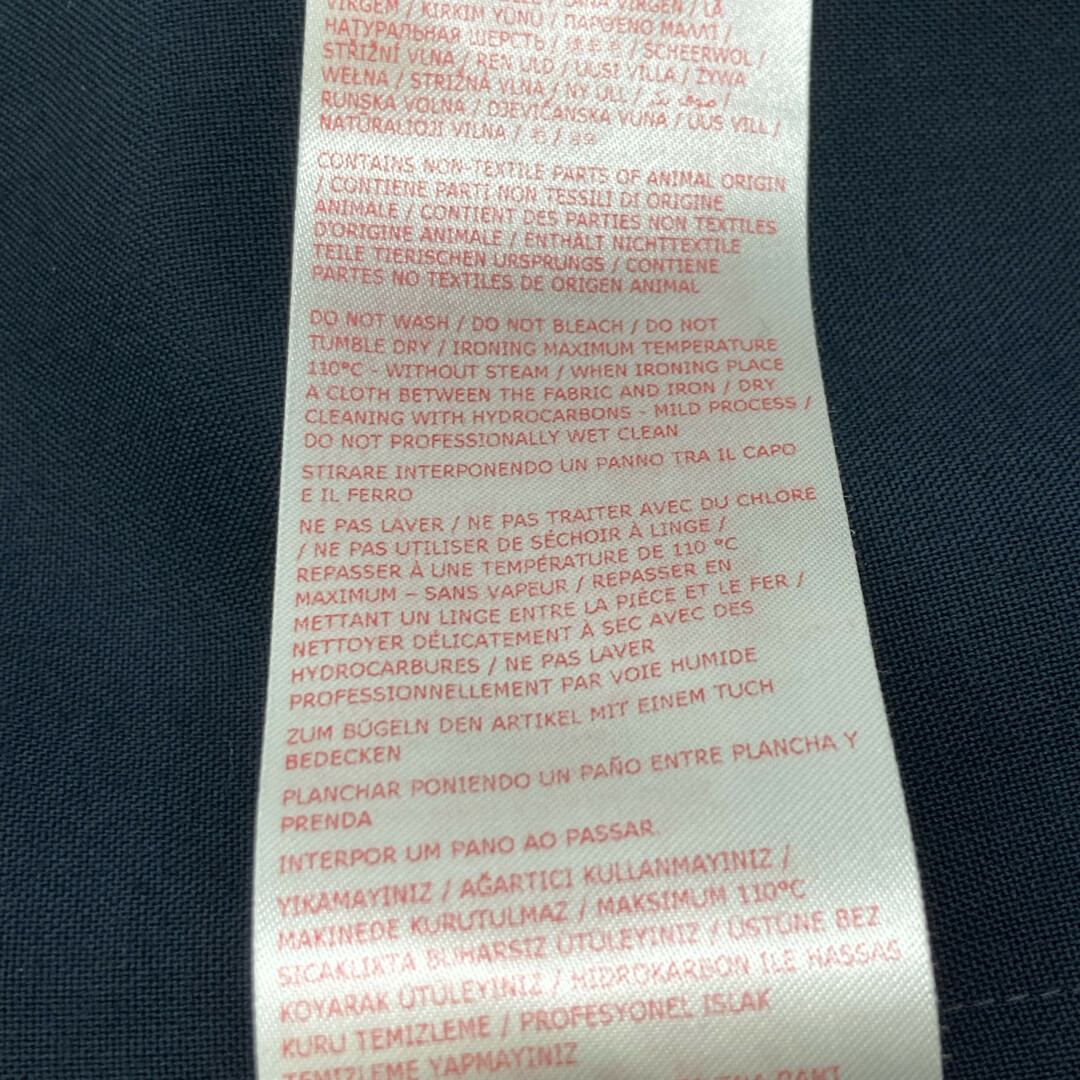 LANA VIRGEN / LÃ
VIRGEM / KIRKIM YÜNÜ / ΠΑΡΘΕΝΟ ΜΑΛΛΙ /
НАТУРАЛЬНАЯ ШЕРСТЬ / / SCHEERWOL /
STŘIŽNÍ VLNA / REN ULD / UUSI VILLA / ŻYWA
WEŁNA / STRIŽNÁ VLNA / NY ULL / صوف بكر /
RUNSKA VOLNA / DJEVIČANSKA VUNA / UUS VILL /
NATŪRALIOJI VILNA / 毛 /
CONTAINS NON-TEXTILE PARTS OF ANIMAL ORIGIN
/ CONTIENE PARTI NON TESSILI DI ORIGINE
ANIMALE / CONTIENT DES PARTIES NON TEXTILES
D'ORIGINE ANIMALE / ENTHÄLT NICHTTEXTILE
TEILE TIERISCHEN URSPRUNGS / CONTIENE
PARTES NO TEXTILES DE ORIGEN ANIMAL
DO NOT WASH / DO NOT BLEACH / DO NOT
TUMBLE DRY / IRONING MAXIMUM TEMPERATURE
110°C - WITHOUT STEAM / WHEN IRONING PLACE
A CLOTH BETWEEN THE FABRIC AND IRON / DRY
CLEANING WITH HYDROCARBONS - MILD PROCESS /
DO NOT PROFESSIONALLY WET CLEAN
STIRARE INTERPONENDO UN PANNO TRA IL CAPO
E IL FERRO
NE PAS LAVER / NE PAS TRAITER AVEC DU CHLORE
/ NE PAS UTILISER DE SÉCHOIR À LINGE /
REPASSER À UNE TEMPÉRATURE DE 110 °C
MAXIMUM – SANS VAPEUR / REPASSER EN
METTANT UN LINGE ENTRE LA PIÈCE ET LE FER /
NETTOYER DÉLICATEMENT À SEC AVEC DES
HYDROCARBURES / NE PAS LAVER
PROFESSIONNELLEMENT PAR VOIE HUMIDE
ZUM BÜGELN DEN ARTIKEL MIT EINEM TUCH
BEDECKEN
PLANCHAR PONIENDO UN PAÑO ENTRE PLANCHA Y
PRENDA
INTERPOR UM PANO AO PASSAR.
YIKAMAYINIZ / AĞARTICI KULLANMAYINIZ /
MAKINEDE KURUTULMAZ / MAKSIMUM 110°C
SICAKLIKTA BUHARSIZ ÜTÜLEYINIZ / ÜSTÜNE BEZ
KOYARAK ÜTÜLEYINIZ / HIDROKARBON ILE HASSAS
KURU TEMIZLEME / PROFESYONEL ISLAK
TEMIZLEME YAPMAYINIZ